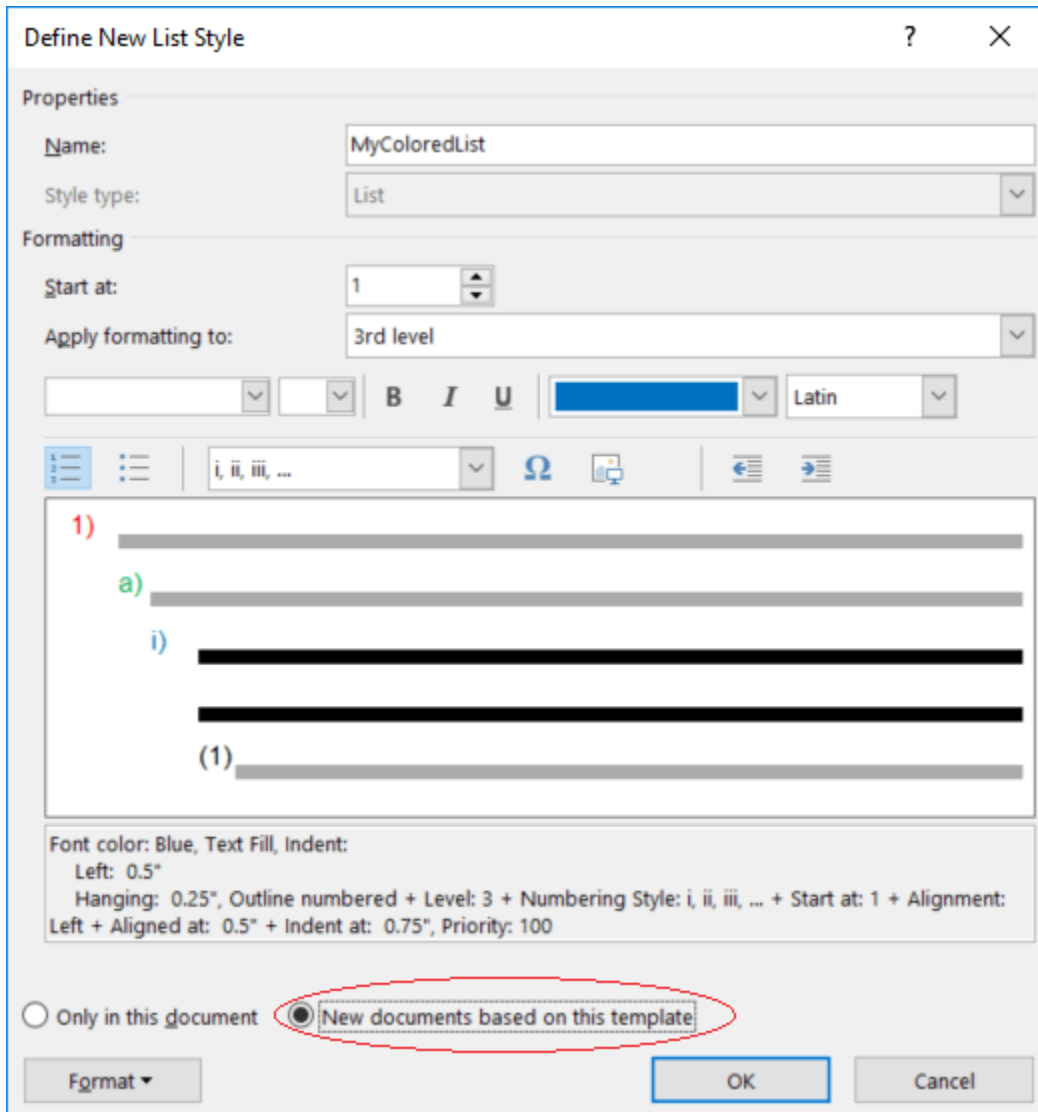 Define New List Style
?
Properties
Name: MyColoredList
Style type: List
Formatting
Start at: 1
Apply formatting to: 3rd level
B I U Latin
i, ii, iii, ... Ω
1)
a)
i)
(1)
Font color: Blue, Text Fill, Indent:
Left: 0.5"
Hanging: 0.25", Outline numbered + Level: 3 + Numbering Style: i, ii, iii, ... + Start at: 1 + Alignment:
Left + Aligned at: 0.5" + Indent at: 0.75", Priority: 100
Only in this document New documents based on this template
Format OK Cancel